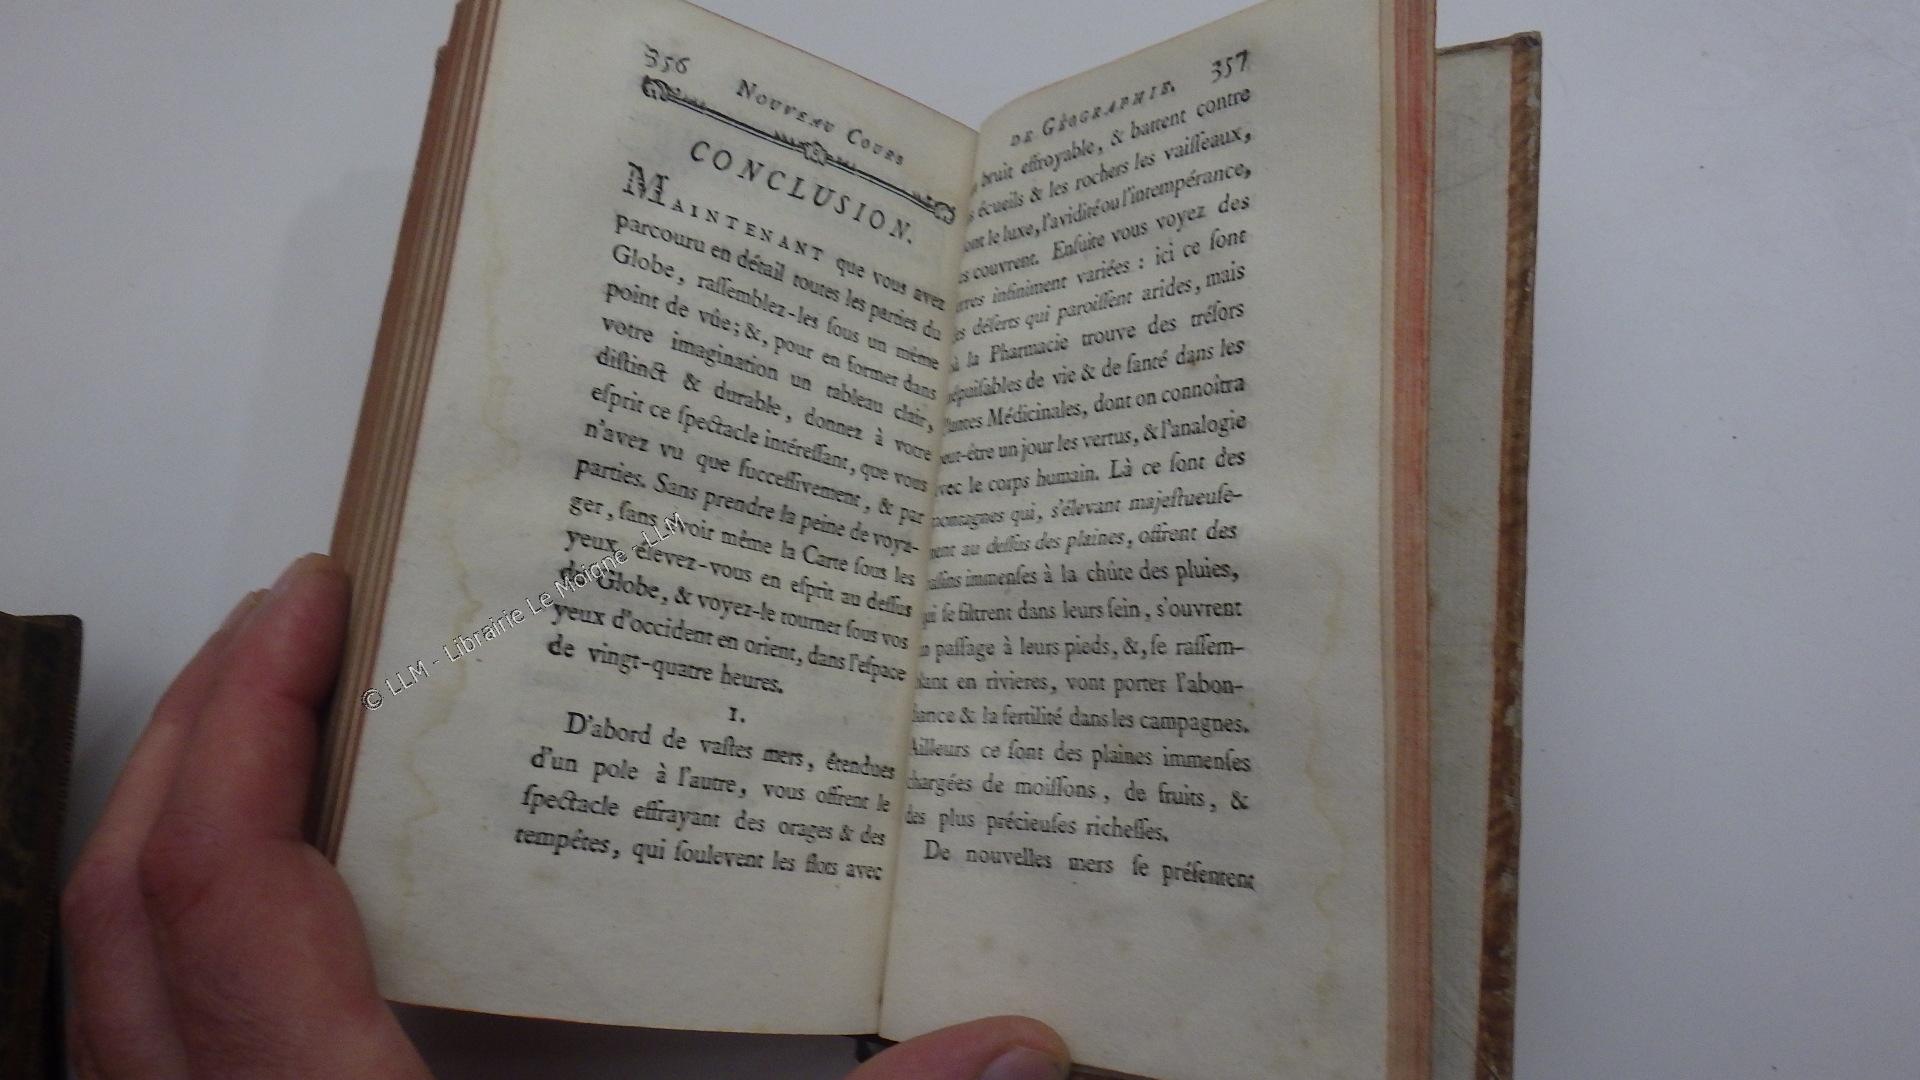 356 NOUVEAU COURS
CONCLUSION.
MAINTENANT que vous avez
parcouru en détail toutes les parties du
Globe, raſſemblez-les ſous un même
point de vûe; &, pour en former dans
votre imagination un tableau clair,
diſtinct & durable, donnez à votre
eſprit ce ſpectacle intéreſſant, que vous
n'avez vu que ſucceſſivement, & par
parties. Sans prendre la peine de voya-
ger, ſans avoir même la Carte ſous les
yeux, élevez-vous en eſprit au deſſus
du Globe, & voyez-le tourner ſous vos
yeux d'occident en orient, dans l'eſpace
de vingt-quatre heures.
I.
D'abord de vaſtes mers, étendues
d'un pole à l'autre, vous offrent le
ſpectacle effrayant des orages & des
tempêtes, qui ſoulevent les flots avec
DE GÉOGRAPHIE. 357
bruit effroyable, & battent contre
écueils & les rochers les vaiſſeaux,
le luxe, l'avidité ou l'intempérance,
couvrent. Enſuite vous voyez des
infiniment variées : ici ce ſont
déſerts qui paroiſſent arides, mais
la Pharmacie trouve des tréſors
de vie & de ſanté dans les
Médicinales, dont on connoîtra
un jour les vertus, & l'analogie
le corps humain. Là ce ſont des
qui, s'élevant majeſtueuſe-
au deſſus des plaines, offrent des
immenſes à la chûte des pluies,
ſe filtrent dans leurs ſein, s'ouvrent
paſſage à leurs pieds, &, ſe raſſem-
en rivieres, vont porter l'abon-
& la fertilité dans les campagnes.
Ailleurs ce ſont des plaines immenſes
chargées de moiſſons, de fruits, &
des plus précieuſes richeſſes.
De nouvelles mers ſe préſentent
© LLM - Librairie Le Moigne - LLM